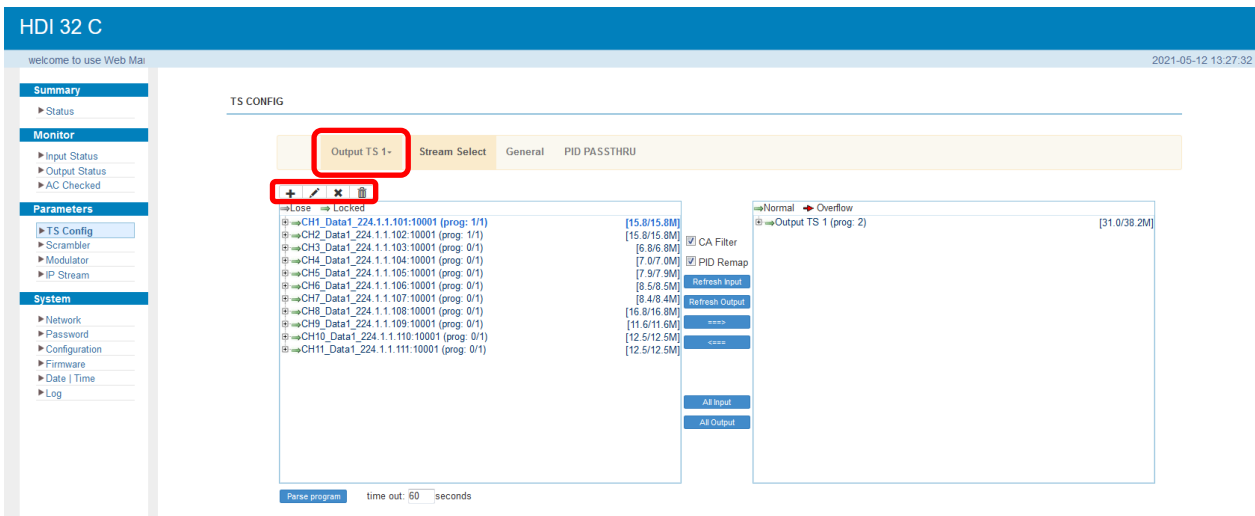 HDI 32 C
welcome to use Web Mar
2021-05-12 13:27:32
Summary
Status
Monitor
Input Status
Output Status
AC Checked
Parameters
TS Config
Scrambler
Modulator
IP Stream
System
Network
Password
Configuration
Firmware
Date | Time
Log
TS CONFIG
Output TS 1 Stream Select General PID PASSTHRU
⇒Lose ⇒ Locked
CH1_Data1_224.1.1.101:10001 (prog: 1/1) [15.8/15.8M]
CH2_Data1_224.1.1.102:10001 (prog: 1/1) [15.8/15.8M]
CH3_Data1_224.1.1.103:10001 (prog: 0/1) [6.8/6.8M]
CH4_Data1_224.1.1.104:10001 (prog: 0/1) [7.0/7.0M]
CH5_Data1_224.1.1.105:10001 (prog: 0/1) [7.9/7.9M]
CH6_Data1_224.1.1.106:10001 (prog: 0/1) [8.5/8.5M]
CH7_Data1_224.1.1.107:10001 (prog: 0/1) [8.4/8.4M]
CH8_Data1_224.1.1.108:10001 (prog: 0/1) [16.8/16.8M]
CH9_Data1_224.1.1.109:10001 (prog: 0/1) [11.6/11.6M]
CH10_Data1_224.1.1.110:10001 (prog: 0/1) [12.5/12.5M]
CH11_Data1_224.1.1.111:10001 (prog: 0/1) [12.5/12.5M]
CA Filter
PID Remap
Refresh Input
Refresh Output
===>
<===
All Input
All Output
⇒Normal ➔ Overflow
Output TS 1 (prog: 2) [31.0/38.2M]
Parse program time out: 60 seconds